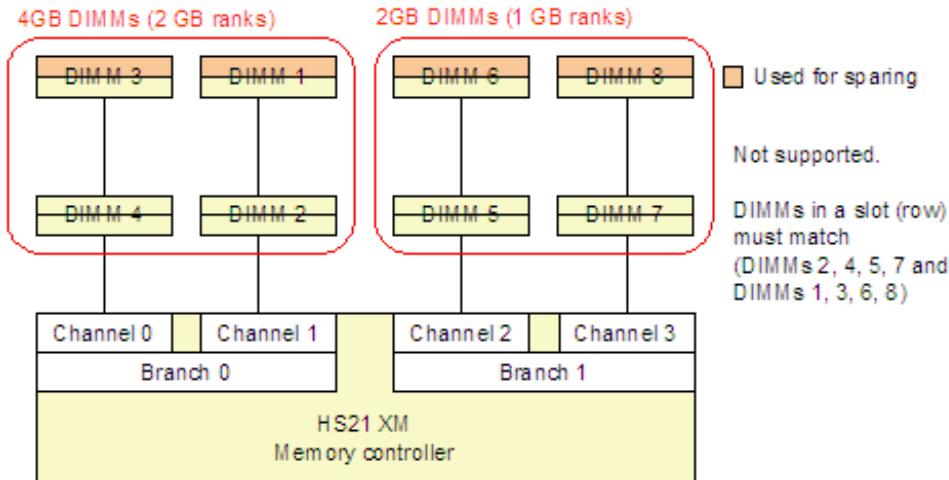 4GB DIMMs (2 GB ranks)
2GB DIMMs (1 GB ranks)
DIMM 3
DIMM 1
DIMM 6
DIMM 8
Used for sparing
Not supported.
DIMM 4
DIMM 2
DIMM 5
DIMM 7
DIMMs in a slot (row)
must match
(DIMMs 2, 4, 5, 7 and
DIMMs 1, 3, 6, 8)
Channel 0
Channel 1
Channel 2
Channel 3
Branch 0
Branch 1
HS21 XM
Memory controller